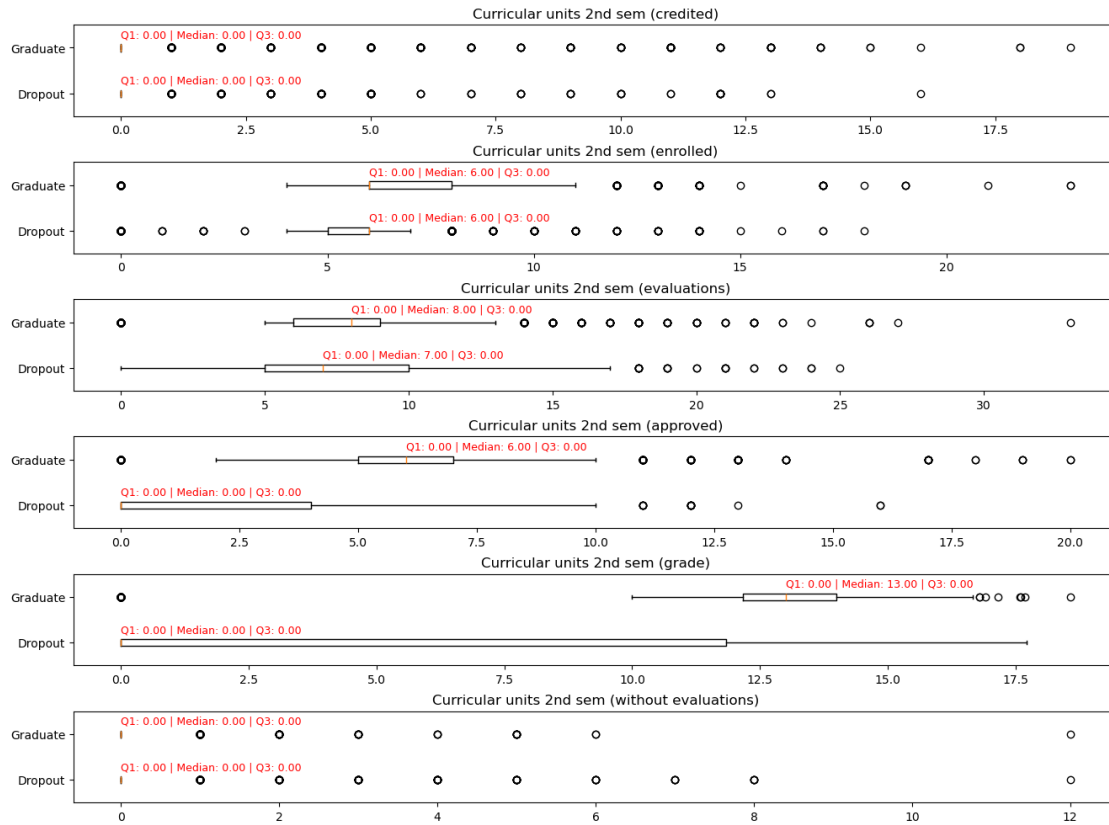 Curricular units 2nd sem (credited)
Q1: 0.00 | Median: 0.00 | Q3: 0.00
Graduate
Q1: 0.00 | Median: 0.00 | Q3: 0.00
Dropout
0.0 2.5 5.0 7.5 10.0 12.5 15.0 17.5
Curricular units 2nd sem (enrolled)
Q1: 0.00 | Median: 6.00 | Q3: 0.00
Graduate
Q1: 0.00 | Median: 6.00 | Q3: 0.00
Dropout
0 5 10 15 20
Curricular units 2nd sem (evaluations)
Q1: 0.00 | Median: 8.00 | Q3: 0.00
Graduate
Q1: 0.00 | Median: 7.00 | Q3: 0.00
Dropout
0 5 10 15 20 25 30
Curricular units 2nd sem (approved)
Q1: 0.00 | Median: 6.00 | Q3: 0.00
Graduate
Q1: 0.00 | Median: 0.00 | Q3: 0.00
Dropout
0.0 2.5 5.0 7.5 10.0 12.5 15.0 17.5 20.0
Curricular units 2nd sem (grade)
Q1: 0.00 | Median: 13.00 | Q3: 0.00
Graduate
Q1: 0.00 | Median: 0.00 | Q3: 0.00
Dropout
0.0 2.5 5.0 7.5 10.0 12.5 15.0 17.5
Curricular units 2nd sem (without evaluations)
Q1: 0.00 | Median: 0.00 | Q3: 0.00
Graduate
Q1: 0.00 | Median: 0.00 | Q3: 0.00
Dropout
0 2 4 6 8 10 12